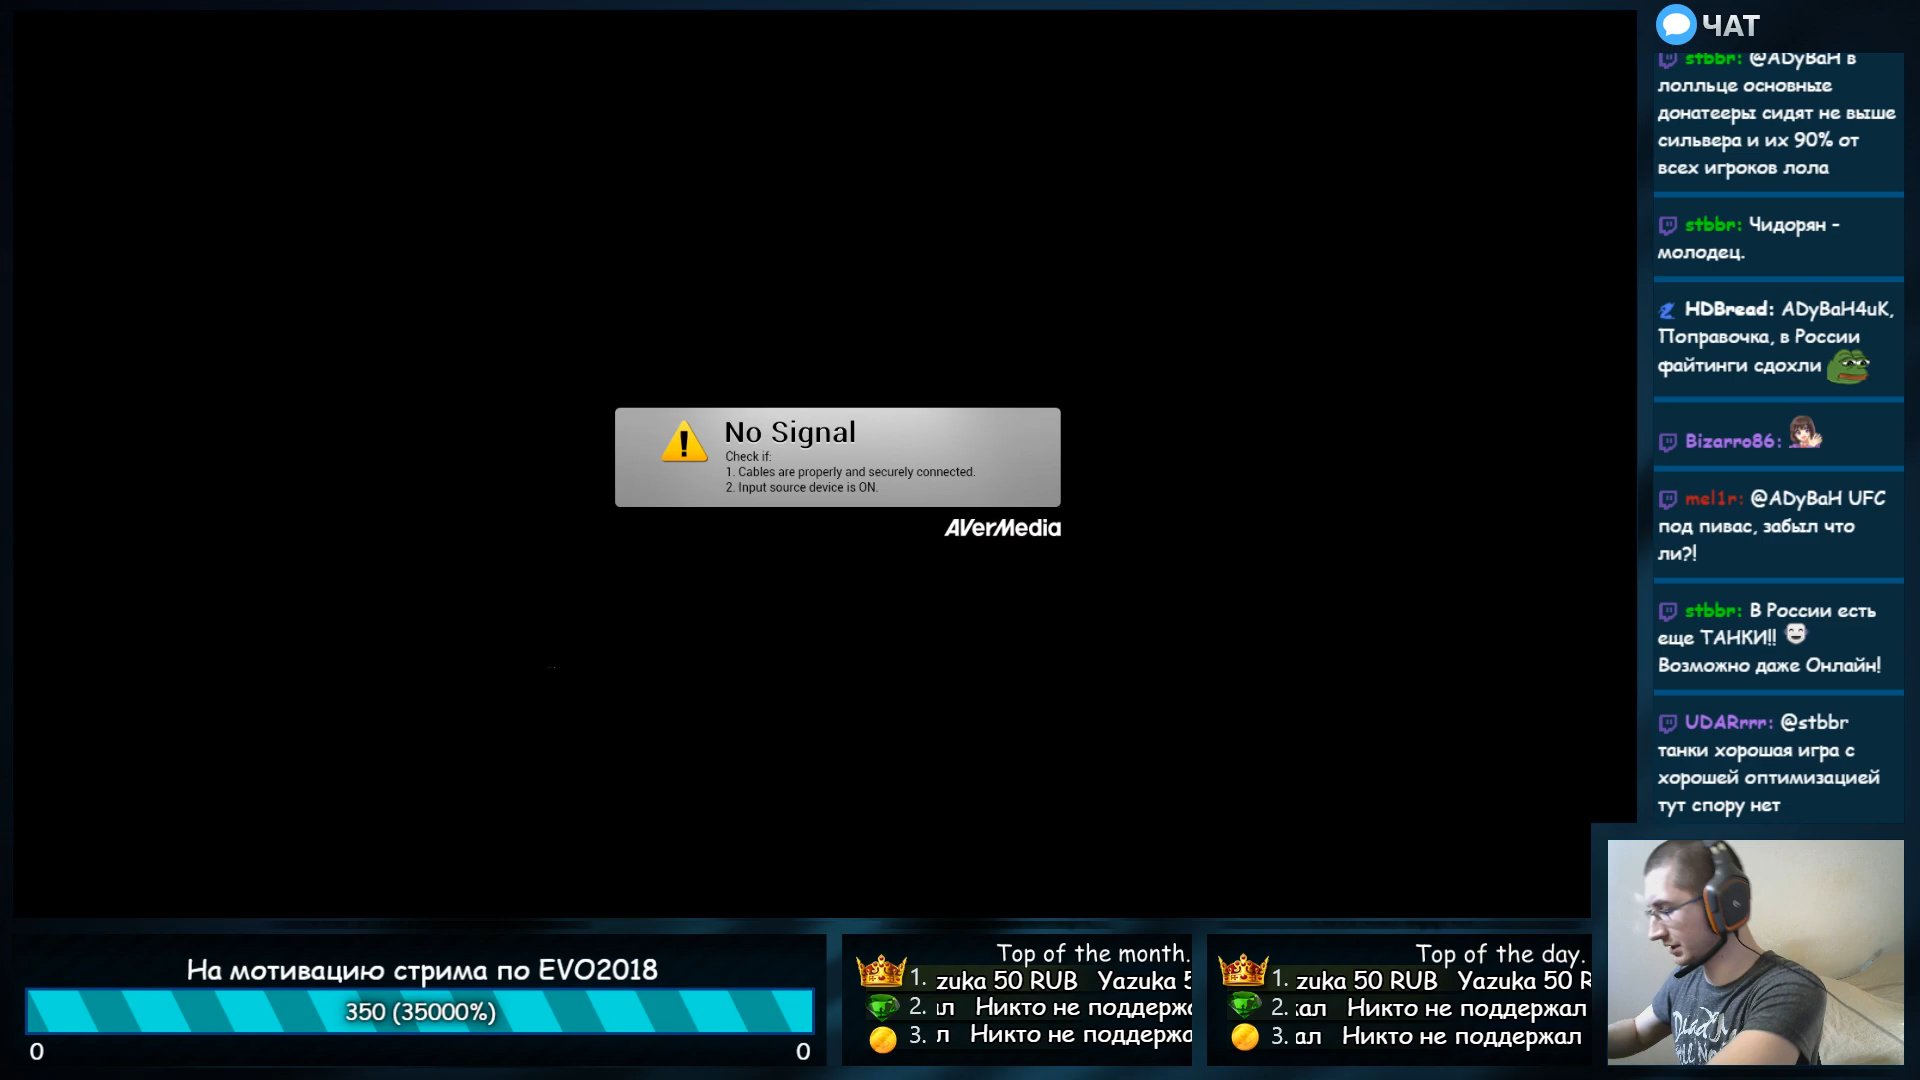 ЧАТ
stbbr: @ADyBaH в
лолльце основные
донатееры сидят не выше
сильвера и их 90% от
всех игроков лола
stbbr: Чидорян -
молодец.
HDBread: ADyBaH4uK,
Поправочка, в России
файтинги сдохли
Bizarro86:
mel1r: @ADyBaH UFC
под пивас, забыл что
ли?!
stbbr: В России есть
еще ТАНКИ!!
Возможно даже Онлайн!
UDARrrr: @stbbr
танки хорошая игра с
хорошей оптимизацией
тут спору нет
No Signal
Check if:
1. Cables are properly and securely connected.
2. Input source device is ON.
AVerMedia
На мотивацию стрима по EVO2018
350 (35000%)
0 0
Top of the month.
1. zuka 50 RUB Yazuka 5
2. л Никто не поддержа
3. л Никто не поддержа
Top of the day.
1. zuka 50 RUB Yazuka 50 R
2. кал Никто не поддержал
3. ал Никто не поддержал